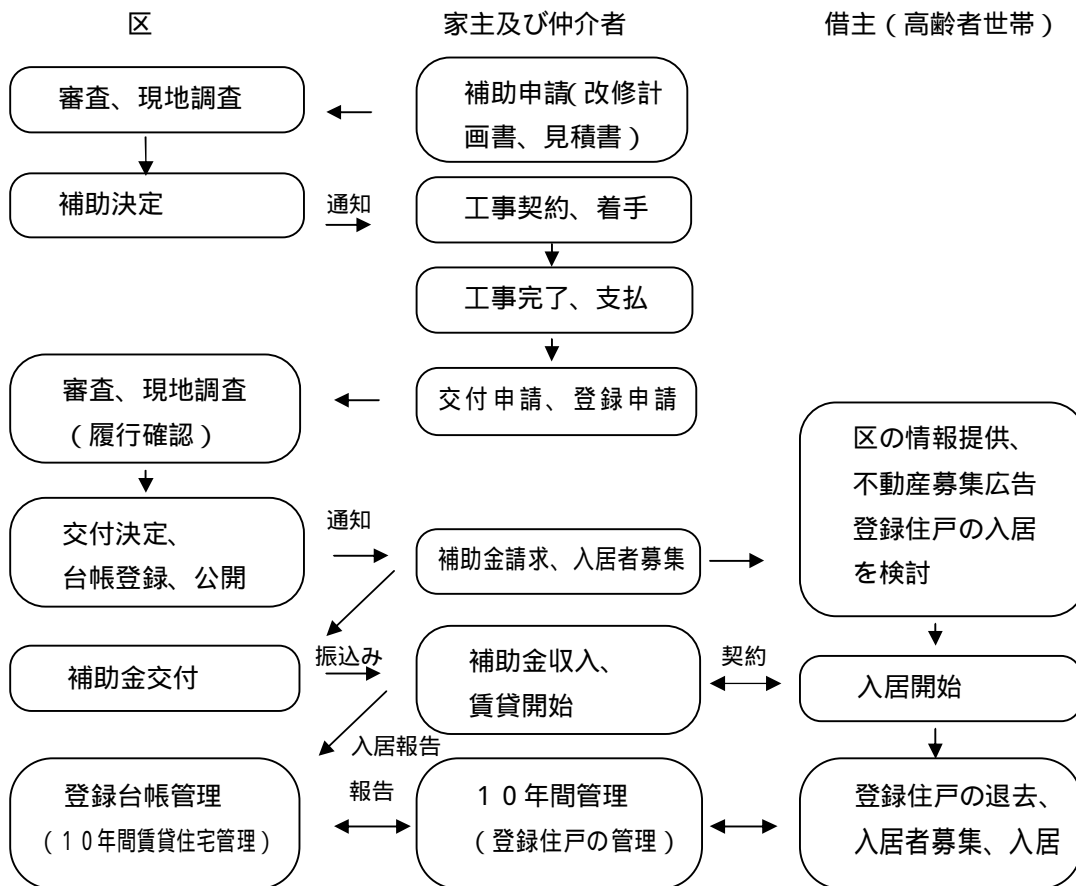 区
家主及び仲介者
借主(高齢者世帯)
審査、現地調査
補助申請(改修計
画書、見積書)
補助決定
通知
工事契約、着手
工事完了、支払
審査、現地調査
(履行確認)
交付申請、登録申請
区の情報提供、
不動産募集広告
登録住戸の入居
を検討
交付決定、
台帳登録、公開
通知
補助金請求、入居者募集
補助金交付
振込み
補助金収入、
賃貸開始
契約
入居開始
入居報告
登録台帳管理
(10年間賃貸住宅管理)
報告
10年間管理
(登録住戸の管理)
登録住戸の退去、
入居者募集、入居